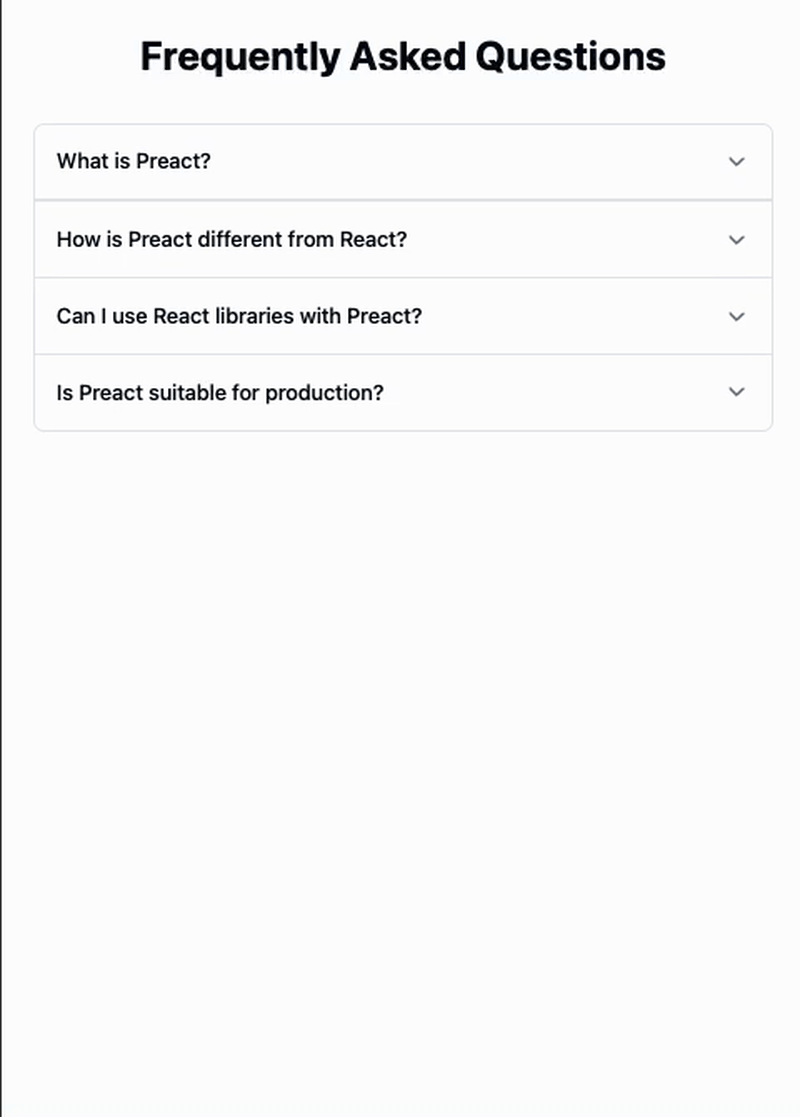 Frequently Asked Questions
What is Preact?
How is Preact different from React?
Can I use React libraries with Preact?
Is Preact suitable for production?